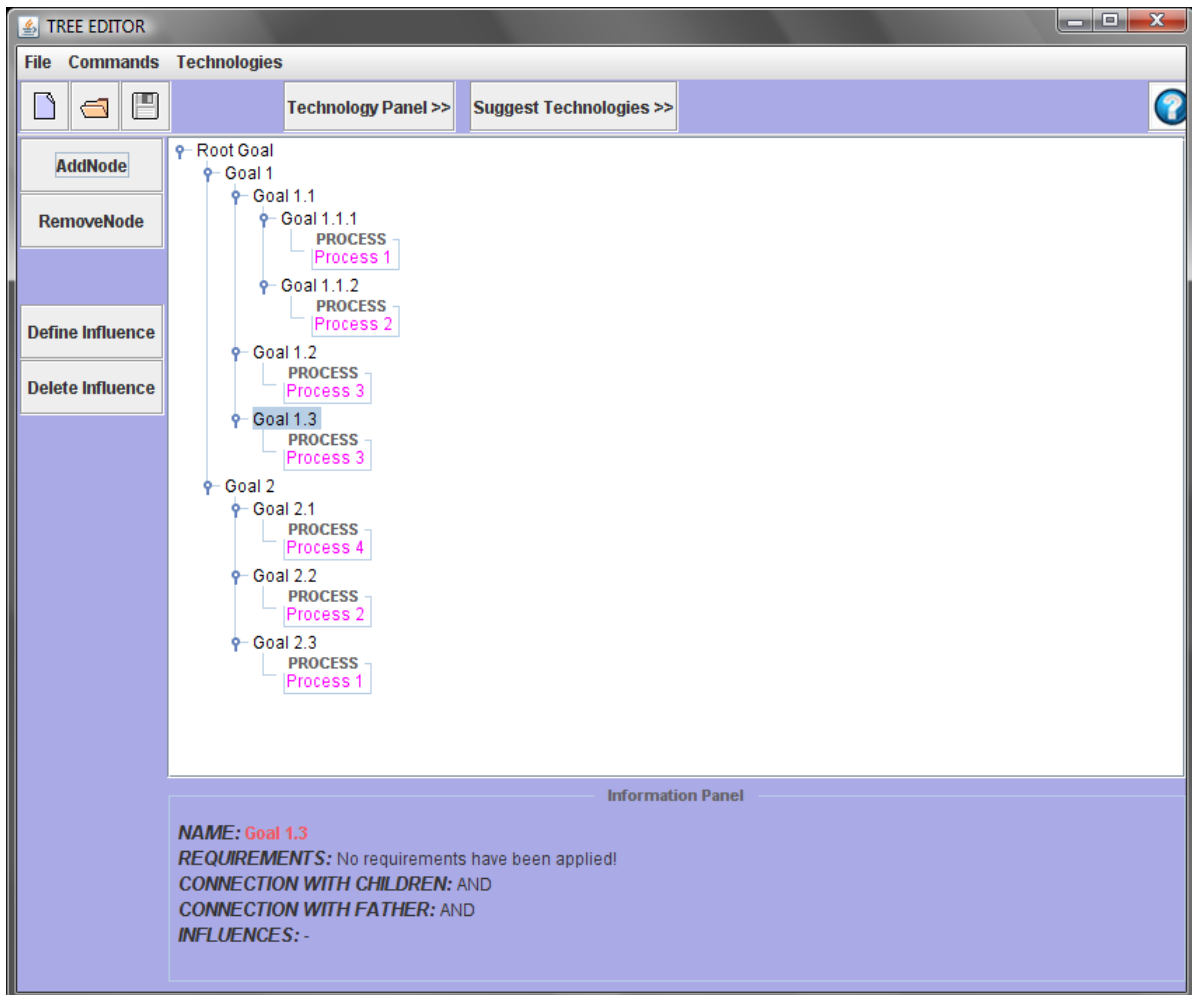 TREE EDITOR
File Commands Technologies
Technology Panel >> Suggest Technologies >>
AddNode
RemoveNode
Define Influence
Delete Influence
Root Goal
Goal 1
Goal 1.1
Goal 1.1.1
PROCESS
Process 1
Goal 1.1.2
PROCESS
Process 2
Goal 1.2
PROCESS
Process 3
Goal 1.3
PROCESS
Process 3
Goal 2
Goal 2.1
PROCESS
Process 4
Goal 2.2
PROCESS
Process 2
Goal 2.3
PROCESS
Process 1
Information Panel
NAME: Goal 1.3
REQUIREMENTS: No requirements have been applied!
CONNECTION WITH CHILDREN: AND
CONNECTION WITH FATHER: AND
INFLUENCES: -